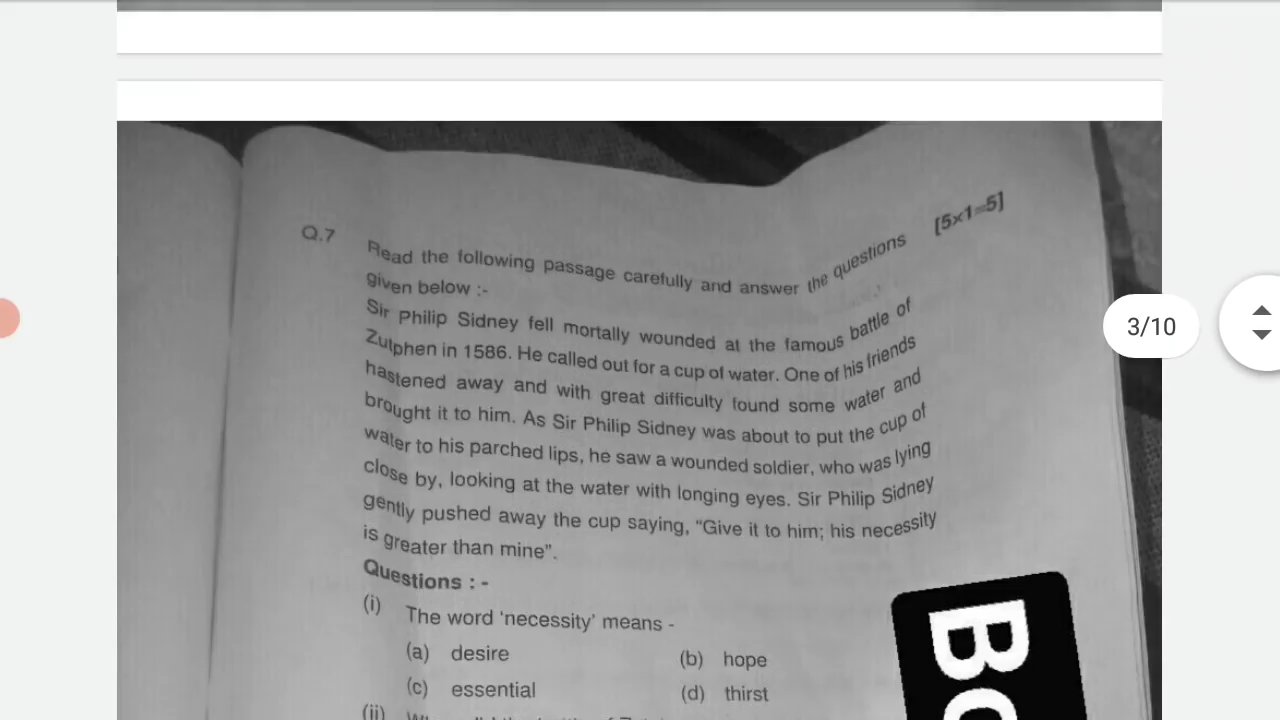 Q.7 Read the following passage carefully and answer the questions [5×1=5]
given below :-
Sir Philip Sidney fell mortally wounded at the famous battle of
Zutphen in 1586. He called out for a cup of water. One of his friends
hastened away and with great difficulty found some water and
brought it to him. As Sir Philip Sidney was about to put the cup of
water to his parched lips, he saw a wounded soldier, who was lying
close by, looking at the water with longing eyes. Sir Philip Sidney
gently pushed away the cup saying, “Give it to him; his necessity
is greater than mine”.
Questions : -
(i) The word ‘necessity’ means -
(a) desire (b) hope
(c) essential (d) thirst
(ii)
3/10